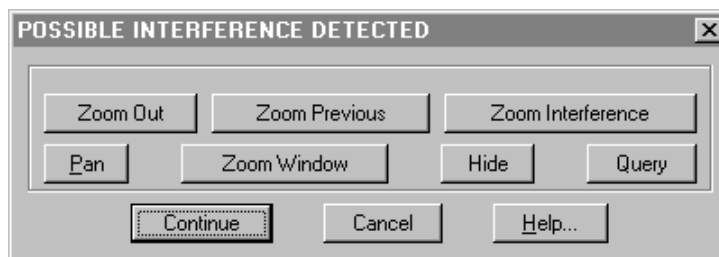 POSSIBLE INTERFERENCE DETECTED
Zoom Out Zoom Previous Zoom Interference
Pan Zoom Window Hide Query
Continue Cancel Help...